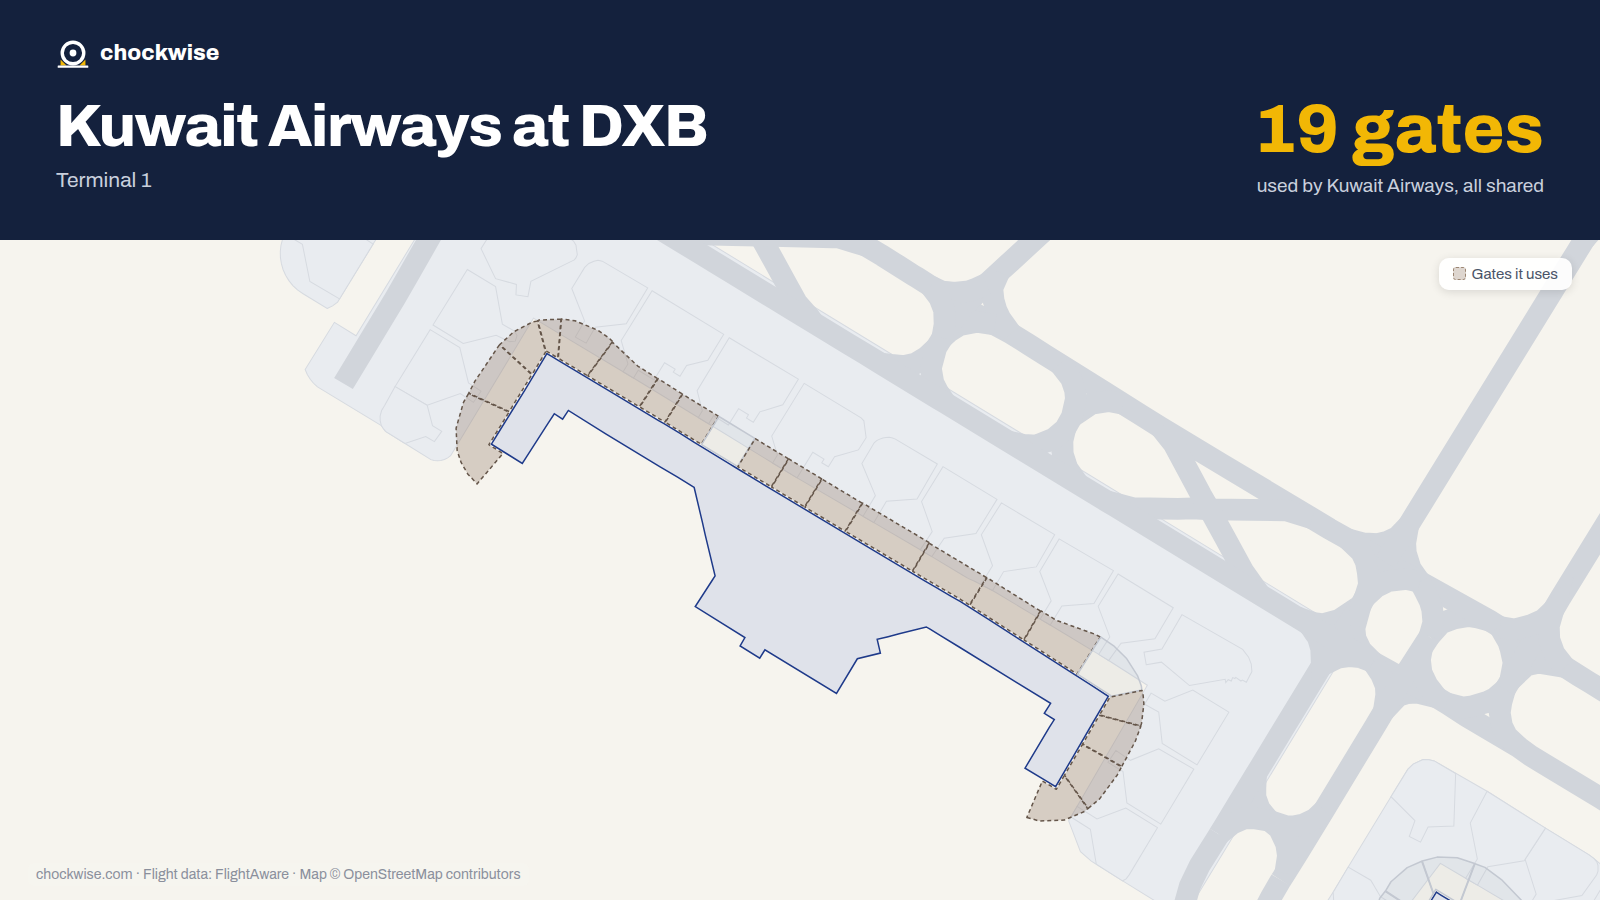 chockwise
Kuwait Airways at DXB
Terminal 1
19 gates
used by Kuwait Airways, all shared
Gates it uses
chockwise.com · Flight data: FlightAware · Map © OpenStreetMap contributors